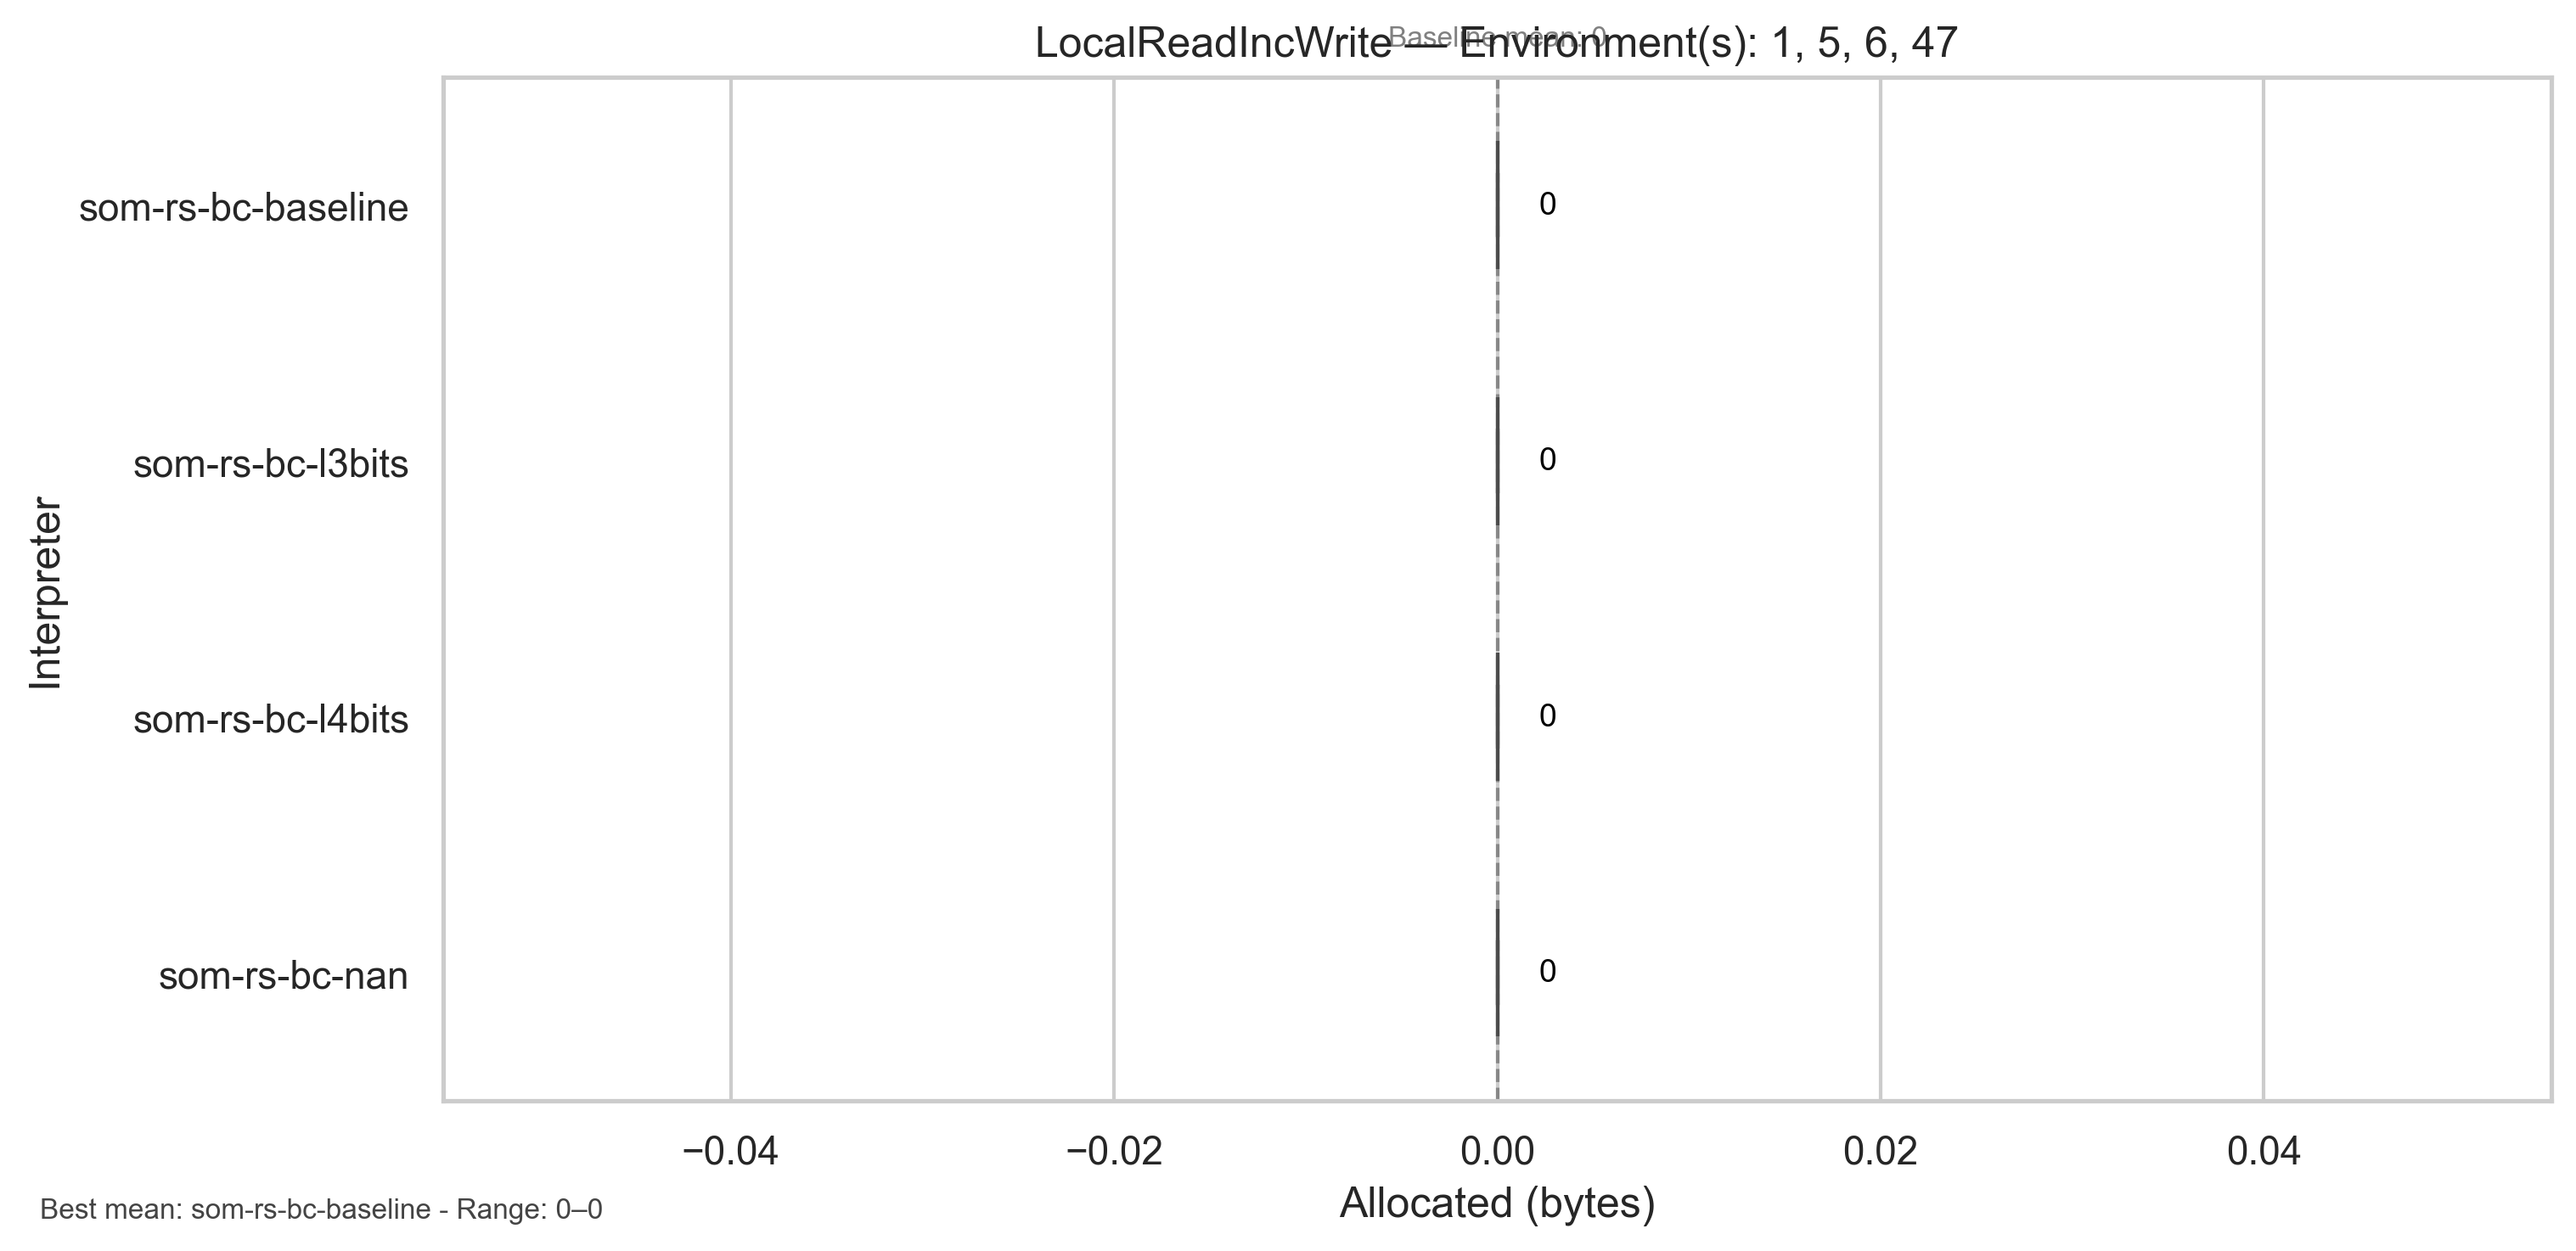 Baseline mean: 0
LocalReadIncWrite — Environment(s): 1, 5, 6, 47
som-rs-bc-baseline
0
som-rs-bc-l3bits
0
Interpreter
som-rs-bc-l4bits
0
som-rs-bc-nan
0
−0.04
−0.02
0.00
0.02
0.04
Allocated (bytes)
Best mean: som-rs-bc-baseline - Range: 0–0